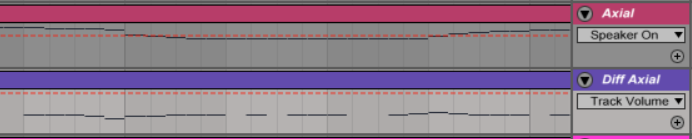 Axial
Speaker On
Diff Axial
Track Volume